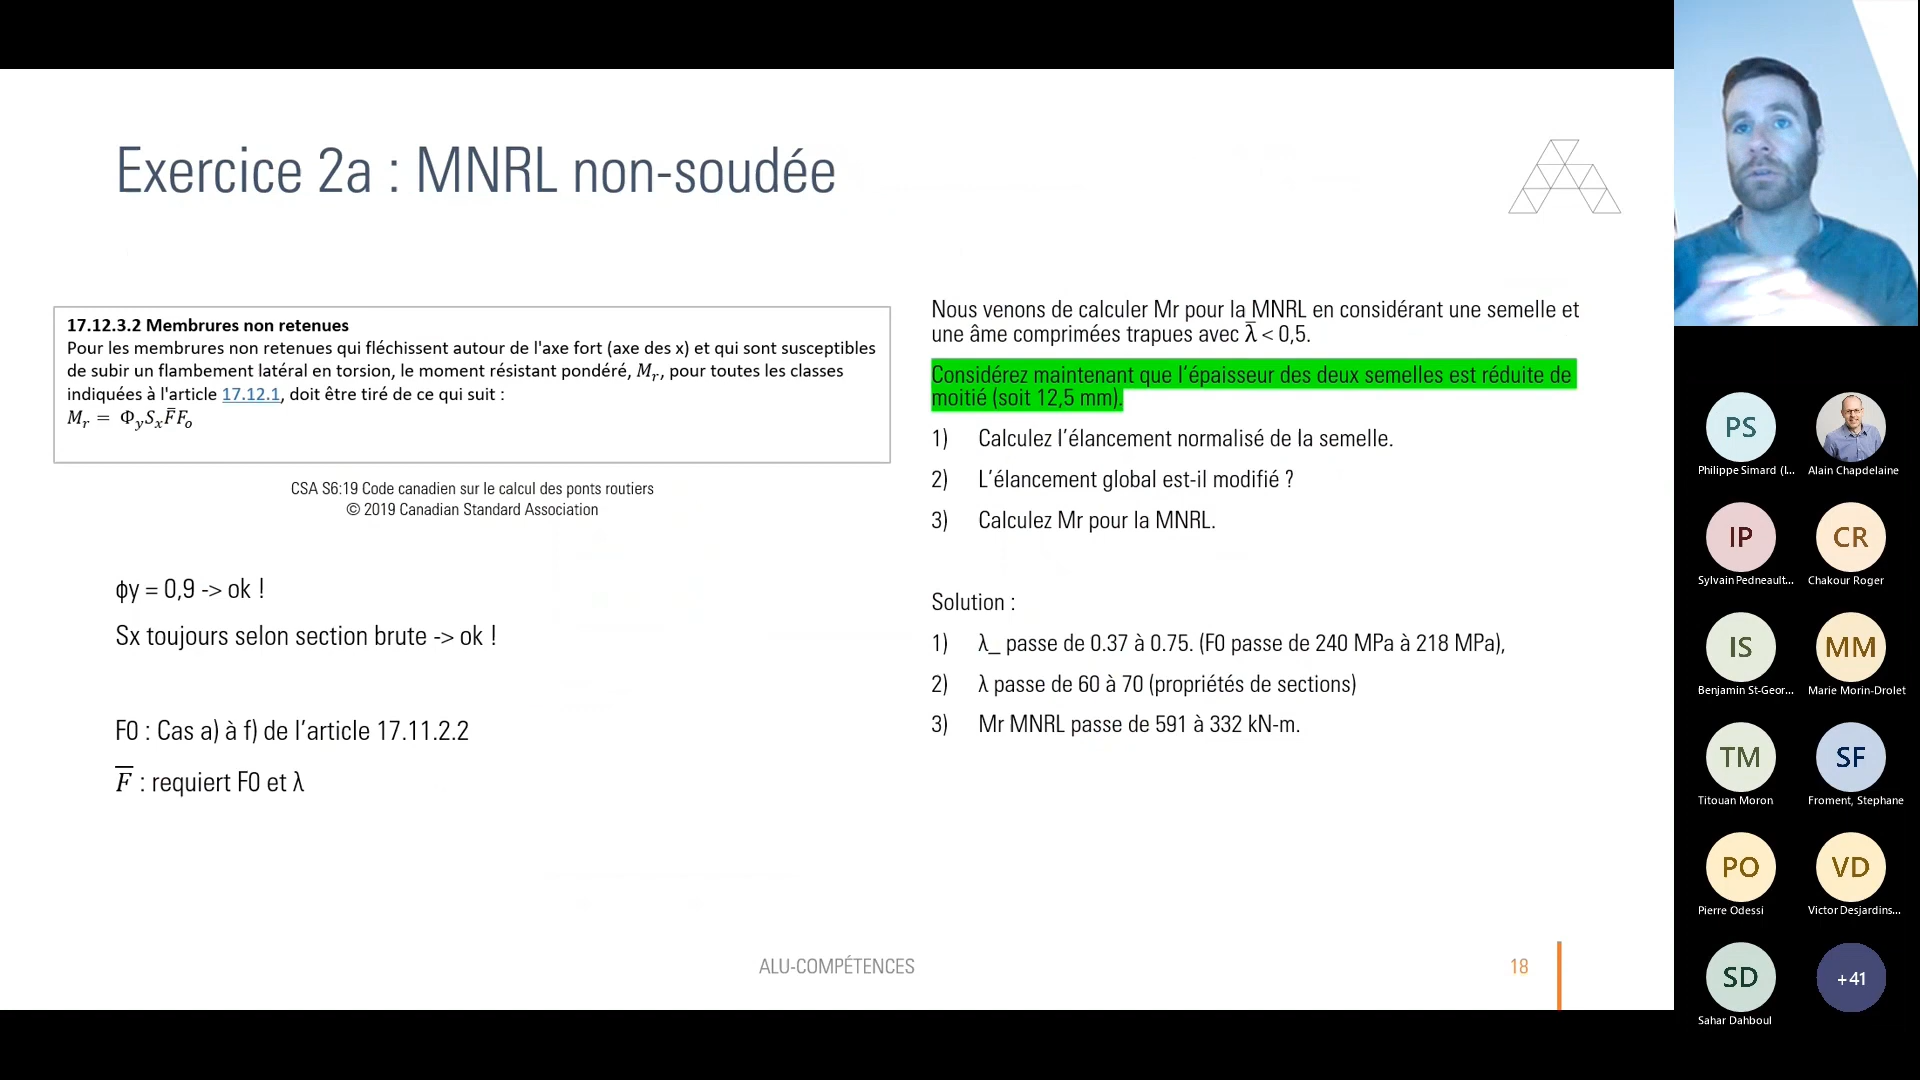 Exercice 2a : MNRL non-soudée
17.12.3.2 Membrures non retenues
Pour les membrures non retenues qui fléchissent autour de l'axe fort (axe des x) et qui sont susceptibles
de subir un flambement latéral en torsion, le moment résistant pondéré, Mr, pour toutes les classes
indiquées à l'article 17.12.1, doit être tiré de ce qui suit :
Mr = ΦySxF̅Fo
CSA S6:19 Code canadien sur le calcul des ponts routiers
© 2019 Canadian Standard Association
ϕy = 0,9 -> ok !
Sx toujours selon section brute -> ok !
F0 : Cas a) à f) de l’article 17.11.2.2
F̅ : requiert F0 et λ
Nous venons de calculer Mr pour la MNRL en considérant une semelle et
une âme comprimées trapues avec λ̅ < 0,5.
Considérez maintenant que l’épaisseur des deux semelles est réduite de
moitié (soit 12,5 mm).
1) Calculez l’élancement normalisé de la semelle.
2) L’élancement global est-il modifié ?
3) Calculez Mr pour la MNRL.
Solution :
1) λ_ passe de 0.37 à 0.75. (F0 passe de 240 MPa à 218 MPa),
2) λ passe de 60 à 70 (propriétés de sections)
3) Mr MNRL passe de 591 à 332 kN-m.
ALU-COMPÉTENCES
18
PS
Philippe Simard (I...
Alain Chapdelaine
IP
Sylvain Pedneault...
CR
Chakour Roger
IS
Benjamin St-Geor...
MM
Marie Morin-Drolet
TM
Titouan Moron
SF
Froment, Stephane
PO
Pierre Odessi
VD
Victor Desjardins...
SD
Sahar Dahboul
+41